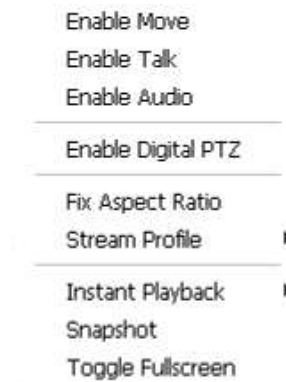 Enable Move
Enable Talk
Enable Audio
Enable Digital PTZ
Fix Aspect Ratio
Stream Profile
Instant Playback
Snapshot
Toggle Fullscreen